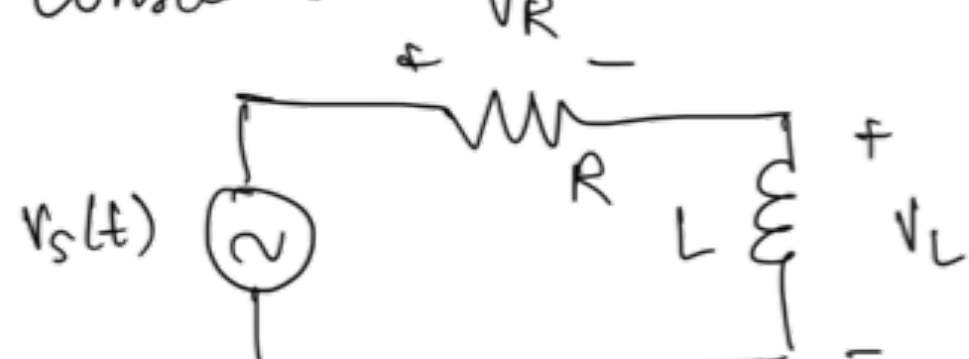 V_R
+ −
R
V_s(t) ~ L + V_L −